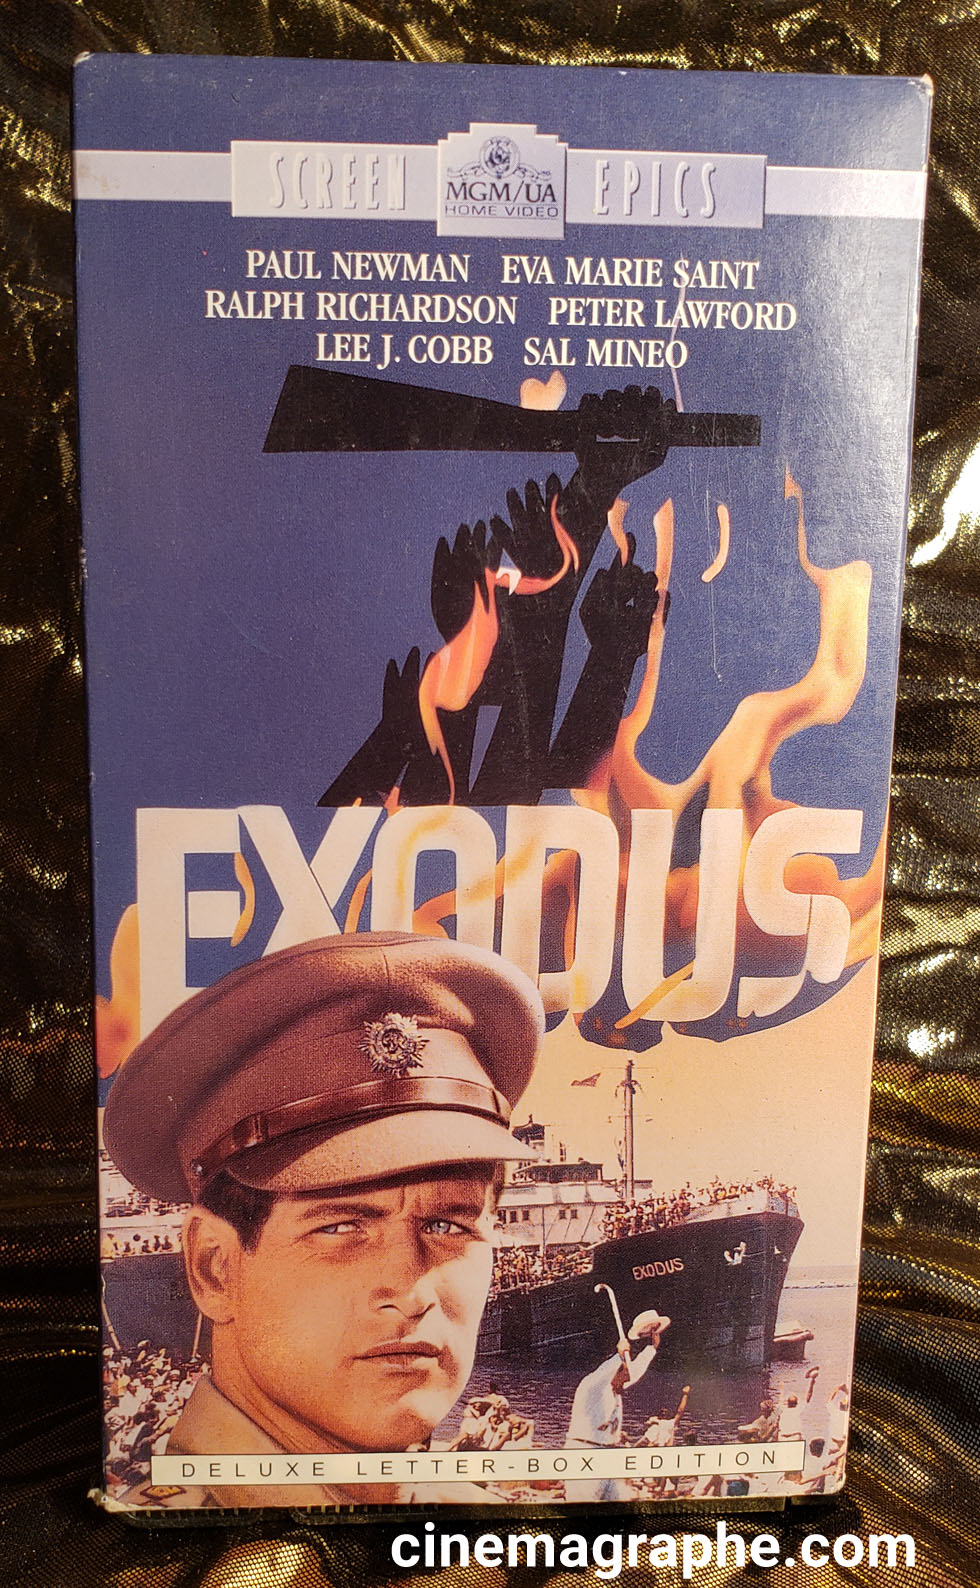 SCREEN EPICS
MGM/UA
HOME VIDEO
PAUL NEWMAN EVA MARIE SAINT
RALPH RICHARDSON PETER LAWFORD
LEE J. COBB SAL MINEO
EXODUS
EXODUS
DELUXE LETTER-BOX EDITION
cinemagraphe.com